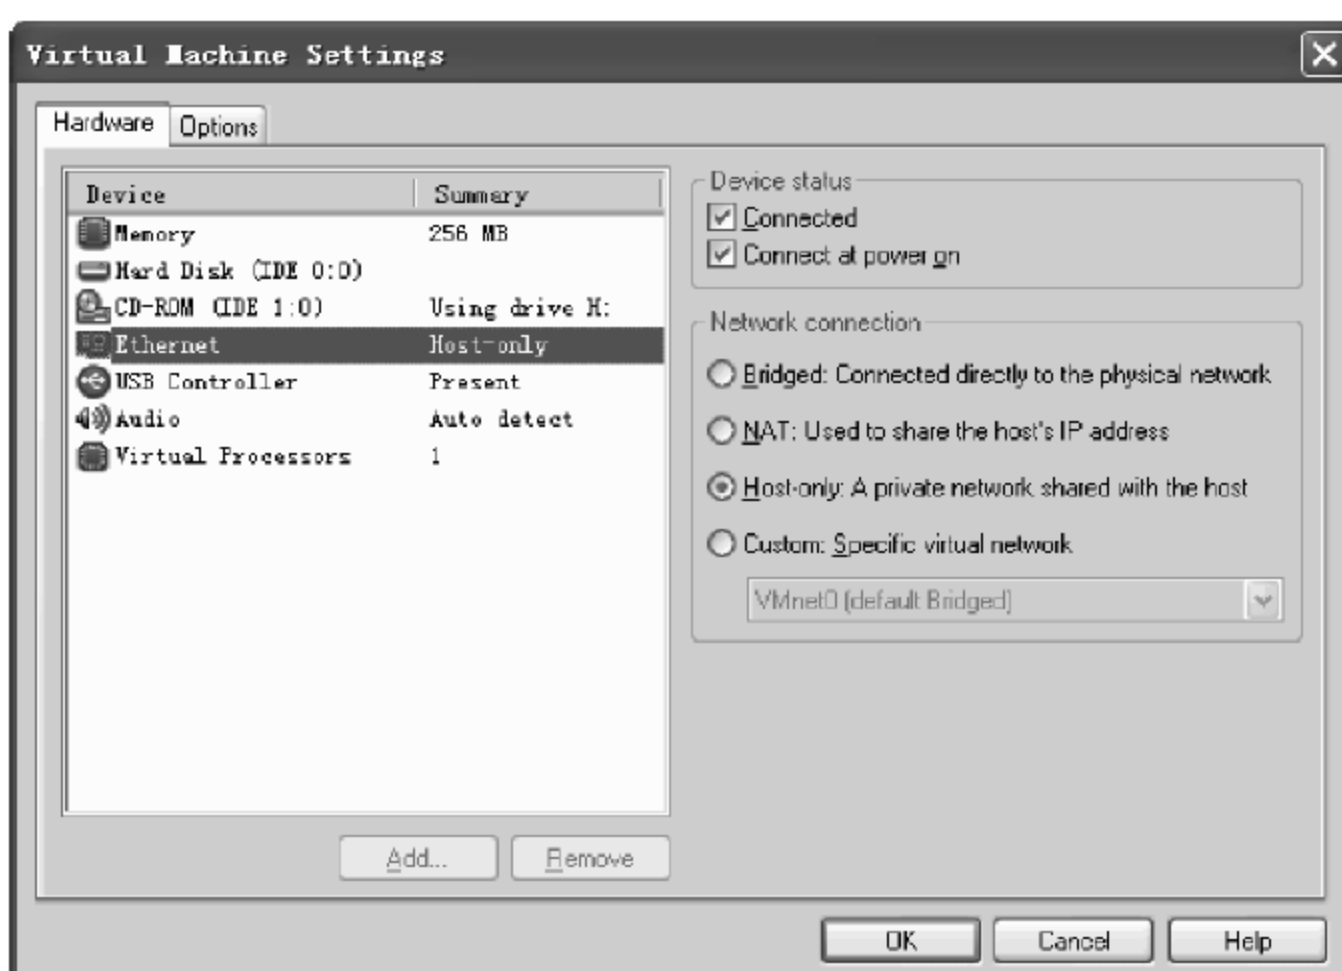 Virtual Machine Settings
Hardware Options
Device Summary
Memory 256 MB
Hard Disk (IDE 0:0)
CD-ROM (IDE 1:0) Using drive H:
Ethernet Host-only
USB Controller Present
Audio Auto detect
Virtual Processors 1
Add... Remove
Device status
Connected
Connect at power on
Network connection
Bridged: Connected directly to the physical network
NAT: Used to share the host's IP address
Host-only: A private network shared with the host
Custom: Specific virtual network
VMnet0 (default Bridged)
OK Cancel Help